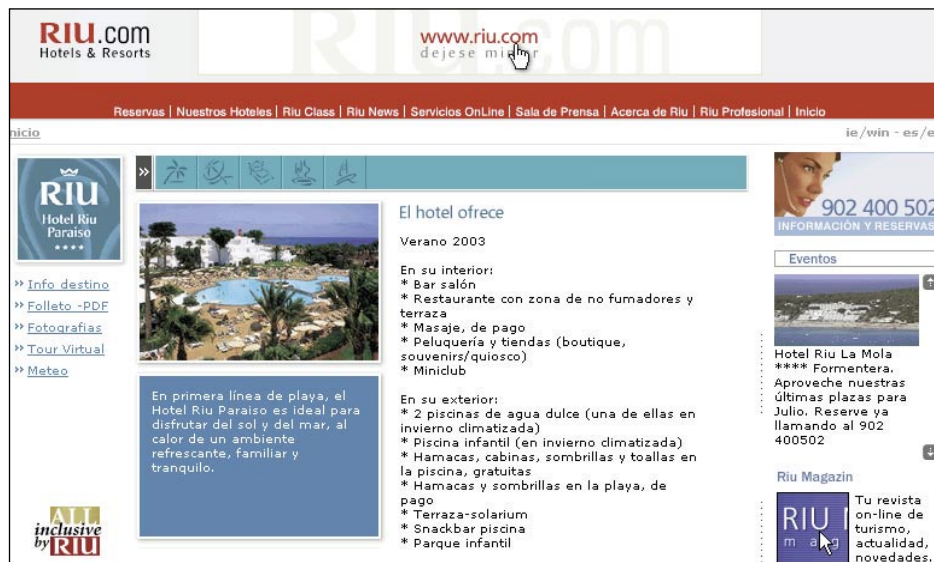 RIU.com
Hotels & Resorts
www.riu.com
RIU.com
Reservas | Nuestros Hoteles | Riu Class | Riu News | Servicios OnLine | Sala de Prensa | Acerca de Riu | Riu Profesional | Inicio
nicio
ie/win - es/e
RIU
Hotel Riu
Paraiso
****
» Info destino
» Folleto -PDF
» Fotografias
» Tour Virtual
» Meteo
ALL
inclusive
by RIU
»
En primera línea de playa, el
Hotel Riu Paraiso es ideal para
disfrutar del sol y del mar, al
calor de un ambiente
refrescante, familiar y
tranquilo.
El hotel ofrece
Verano 2003
En su interior:
* Bar salón
* Restaurante con zona de no fumadores y
terraza
* Masaje, de pago
* Peluquería y tiendas (boutique,
souvenirs/quiosco)
* Miniclub
En su exterior:
* 2 piscinas de agua dulce (una de ellas en
invierno climatizada)
* Piscina infantil (en invierno climatizada)
* Hamacas, cabinas, sombrillas y toallas en
la piscina, gratuitas
* Hamacas y sombrillas en la playa, de
pago
* Terraza-solarium
* Snackbar piscina
* Parque infantil
902 400 502
INFORMACIÓN Y RESERVAS
Eventos
Hotel Riu La Mola
**** Formentera.
Aproveche nuestras
últimas plazas para
Julio. Reserve ya
llamando al 902
400502
Riu Magazin
RIU
mag
Tu revista
on-line de
turismo,
actualidad,
novedades.